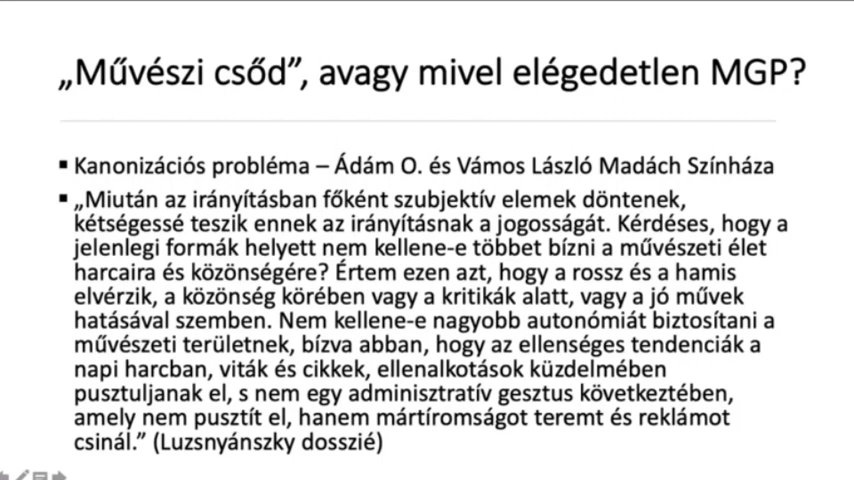 „Művészi csőd”, avagy mivel elégedetlen MGP?
▪ Kanonizációs probléma – Ádám O. és Vámos László Madách Színháza
▪ „Miután az irányításban főként szubjektív elemek döntenek,
kétségessé teszik ennek az irányításnak a jogosságát. Kérdéses, hogy a
jelenlegi formák helyett nem kellene-e többet bízni a művészeti élet
harcaira és közönségére? Értem ezen azt, hogy a rossz és a hamis
elvérzik, a közönség körében vagy a kritikák alatt, vagy a jó művek
hatásával szemben. Nem kellene-e nagyobb autonómiát biztosítani a
művészeti területnek, bízva abban, hogy az ellenséges tendenciák a
napi harcban, viták és cikkek, ellenalkotások küzdelmében
pusztuljanak el, s nem egy adminisztratív gesztus következtében,
amely nem pusztít el, hanem mártíromságot teremt és reklámot
csinál.” (Luzsnyánszky dosszié)